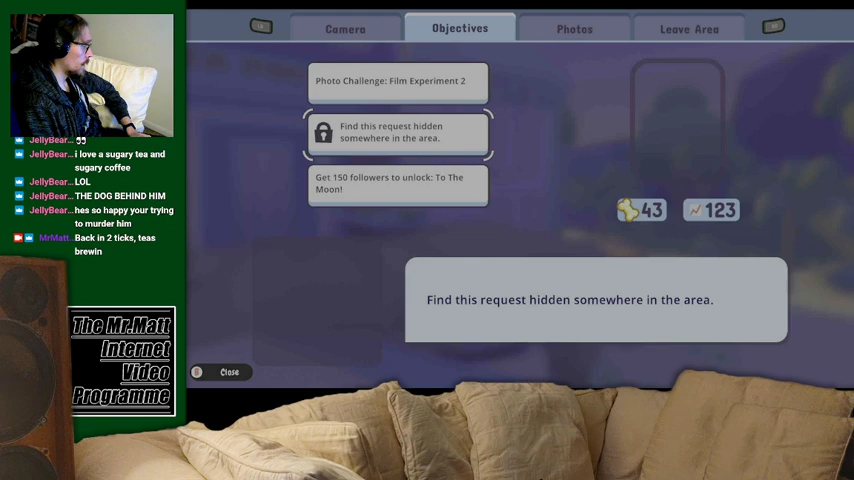 Camera
Objectives
Photos
Leave Area
Photo Challenge: Film Experiment 2
Find this request hidden
somewhere in the area.
Get 150 followers to unlock: To The
Moon!
43
123
Find this request hidden somewhere in the area.
Close
JellyBear...
JellyBear... i love a sugary tea and
sugary coffee
JellyBear... LOL
JellyBear... THE DOG BEHIND HIM
JellyBear... hes so happy your trying
to murder him
MrMatt... Back in 2 ticks, teas
brewin
The Mr.Matt
Internet
Video
Programme